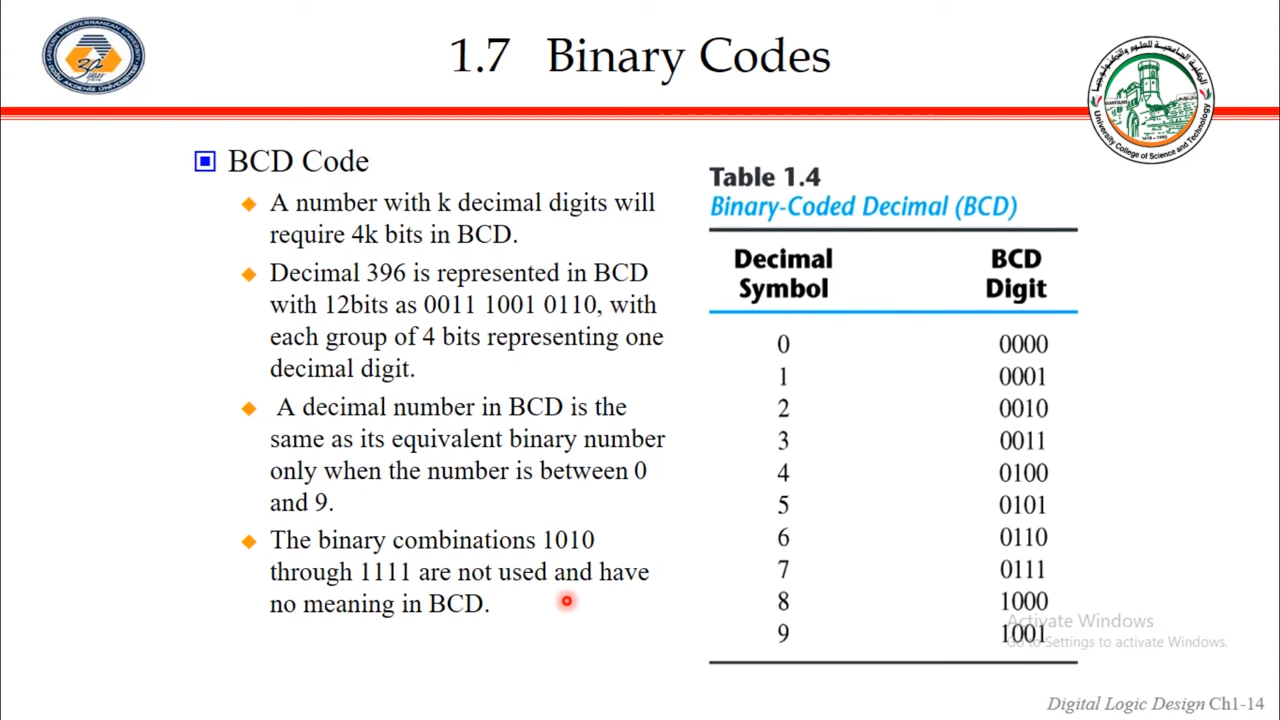 1.7 Binary Codes
BCD Code
A number with k decimal digits will
require 4k bits in BCD.
Decimal 396 is represented in BCD
with 12bits as 0011 1001 0110, with
each group of 4 bits representing one
decimal digit.
A decimal number in BCD is the
same as its equivalent binary number
only when the number is between 0
and 9.
The binary combinations 1010
through 1111 are not used and have
no meaning in BCD.
Table 1.4
Binary-Coded Decimal (BCD)
Decimal BCD
Symbol Digit
0 0000
1 0001
2 0010
3 0011
4 0100
5 0101
6 0110
7 0111
8 1000
9 1001
Activate Windows
Go to Settings to activate Windows.
Digital Logic Design Ch1-14
University College of Science and Technology